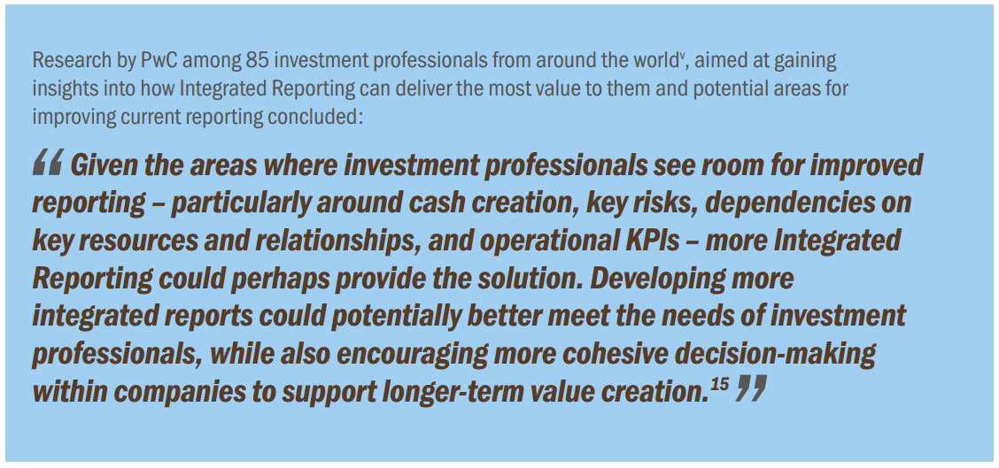 Research by PwC among 85 investment professionals from around the worldᵛ, aimed at gaining
insights into how Integrated Reporting can deliver the most value to them and potential areas for
improving current reporting concluded:
“ Given the areas where investment professionals see room for improved
reporting – particularly around cash creation, key risks, dependencies on
key resources and relationships, and operational KPIs – more Integrated
Reporting could perhaps provide the solution. Developing more
integrated reports could potentially better meet the needs of investment
professionals, while also encouraging more cohesive decision-making
within companies to support longer-term value creation.¹⁵ ”